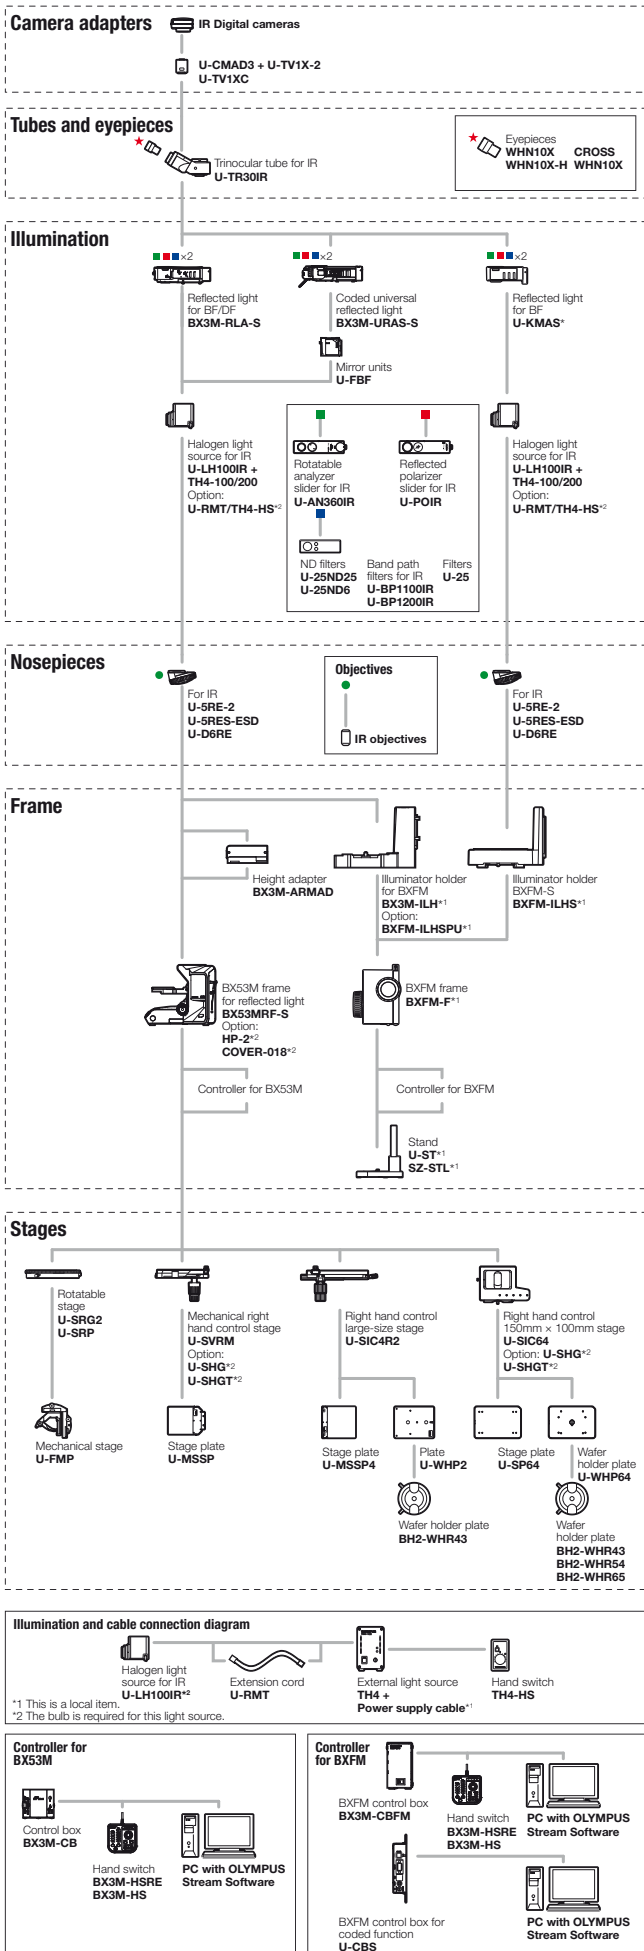 Camera adapters
IR Digital cameras
U-CMAD3 + U-TV1X-2
U-TV1XC
Tubes and eyepieces
Trinocular tube for IR
U-TR30IR
Eyepieces
WHN10X CROSS
WHN10X-H WHN10X
Illumination
×2
×2
×2
Reflected light
for BF/DF
BX3M-RLA-S
Coded universal
reflected light
BX3M-URAS-S
Reflected light
for BF
U-KMAS*
Mirror units
U-FBF
Halogen light
source for IR
U-LH100IR +
TH4-100/200
Option:
U-RMT/TH4-HS*2
Rotatable
analyzer
slider for IR
U-AN360IR
Reflected
polarizer
slider for IR
U-POIR
ND filters
U-25ND25
U-25ND6
Band path
filters for IR
U-BP1100IR
U-BP1200IR
Filters
U-25
Halogen light
source for IR
U-LH100IR +
TH4-100/200
Option:
U-RMT/TH4-HS*2
Nosepieces
For IR
U-5RE-2
U-5RES-ESD
U-D6RE
Objectives
IR objectives
For IR
U-5RE-2
U-5RES-ESD
U-D6RE
Frame
Height adapter
BX3M-ARMAD
Illuminator holder
for BXFM
BX3M-ILH*1
Option:
BXFM-ILHSPU*1
Illuminator holder
BXFM-S
BXFM-ILHS*1
BX53M frame
for reflected light
BX53MRF-S
Option:
HP-2*2
COVER-018*2
BXFM frame
BXFM-F*1
Controller for BX53M
Controller for BXFM
Stand
U-ST*1
SZ-STL*1
Stages
Rotatable
stage
U-SRG2
U-SRP
Mechanical right
hand control stage
U-SVRM
Option:
U-SHG*2
U-SHGT*2
Right hand control
large-size stage
U-SIC4R2
Right hand control
150mm × 100mm stage
U-SIC64
Option: U-SHG*2
U-SHGT*2
Mechanical stage
U-FMP
Stage plate
U-MSSP
Stage plate
U-MSSP4
Plate
U-WHP2
Stage plate
U-SP64
Wafer
holder plate
U-WHP64
Wafer holder plate
BH2-WHR43
Wafer
holder plate
BH2-WHR43
BH2-WHR54
BH2-WHR65
Illumination and cable connection diagram
Halogen light
source for IR
U-LH100IR*2
Extension cord
U-RMT
External light source
TH4 +
Power supply cable*1
Hand switch
TH4-HS
*1 This is a local item.
*2 The bulb is required for this light source.
Controller for
BX53M
Control box
BX3M-CB
Hand switch
BX3M-HSRE
BX3M-HS
PC with OLYMPUS
Stream Software
Controller
for BXFM
BXFM control box
BX3M-CBFM
Hand switch
BX3M-HSRE
BX3M-HS
PC with OLYMPUS
Stream Software
BXFM control box for
coded function
U-CBS
PC with OLYMPUS
Stream Software